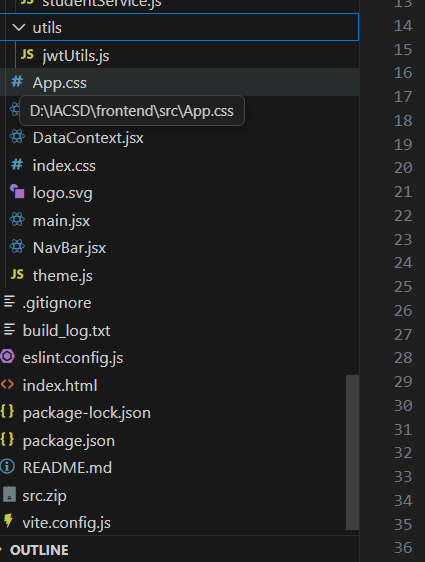 JS studentService.js
utils
JS jwtUtils.js
# App.css
D:\IACSD\frontend\src\App.css
DataContext.jsx
# index.css
logo.svg
main.jsx
NavBar.jsx
JS theme.js
.gitignore
build_log.txt
eslint.config.js
<> index.html
{} package-lock.json
{} package.json
README.md
src.zip
vite.config.js
OUTLINE
13
14
15
16
17
18
19
20
21
22
23
24
25
26
27
28
29
30
31
32
33
34
35
36